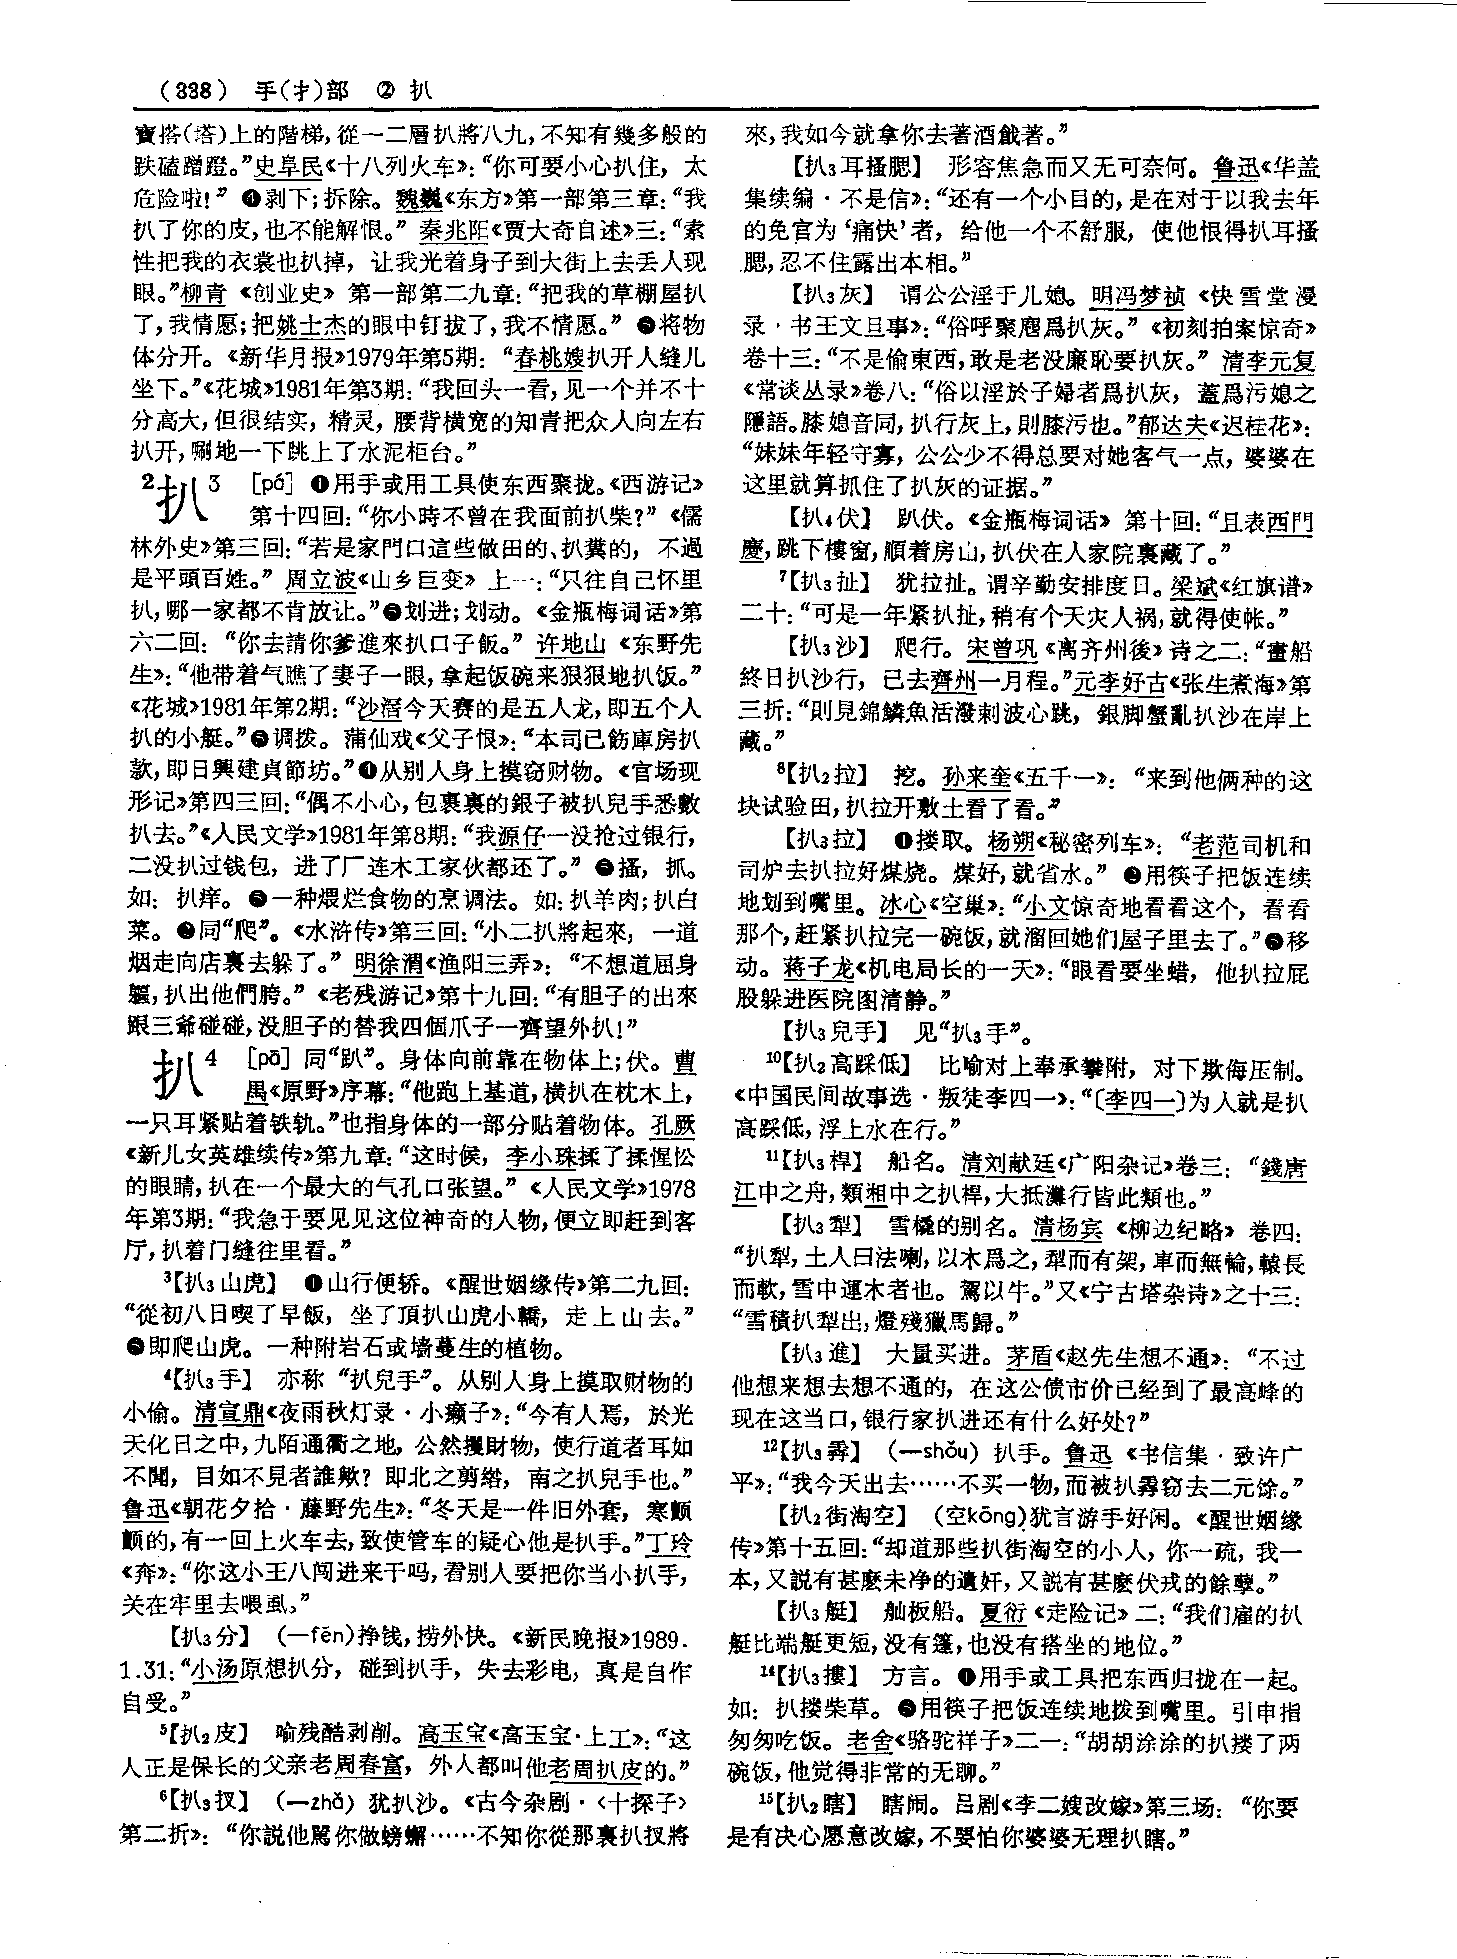 (338) 手(扌)部 ② 扒
寶搭(塔)上的階梯,從一二層扒將八九,不知有幾多般的
跌磕蹭蹬。”史阜民《十八列火车》:“你可要小心扒住,太
危险啦!” ❹剥下;拆除。魏巍《东方》第一部第三章:“我
扒了你的皮,也不能解恨。” 秦兆阳《贾大奇自述》三:“索
性把我的衣裳也扒掉, 让我光着身子到大街上去丢人现
眼。”柳青《创业史》第一部第二九章:“把我的草棚屋扒
了,我情愿;把姚士杰的眼中钉拔了,我不情愿。” ❺将物
体分开。《新华月报》1979年第5期:“春桃嫂扒开人缝儿
坐下。”《花城》1981年第3期:“我回头一看,见一个并不十
分高大,但很结实,精灵,腰背横宽的知青把众人向左右
扒开,唰地一下跳上了水泥柜台。”
2扒3 [pá] ❶用手或用工具使东西聚拢。《西游记》
第十四回:“你小時不曾在我面前扒柴?”《儒
林外史》第三回:“若是家門口這些做田的、扒糞的, 不過
是平頭百姓。” 周立波《山乡巨变》上一:“只往自己怀里
扒,哪一家都不肯放让。”❷划进;划动。《金瓶梅词话》第
六二回:“你去請你爹進來扒口子飯。” 许地山《东野先
生》:“他带着气瞧了妻子一眼,拿起饭碗来狠狠地扒饭。”
《花城》1981年第2期:“沙滘今天赛的是五人龙,即五个人
扒的小艇。”❸调拨。蒲仙戏《父子恨》:“本司已飭庫房扒
款,即日興建貞節坊。”❹从别人身上摸窃财物。《官场现
形记》第四三回:“偶不小心,包裹裏的銀子被扒兒手悉數
扒去。”《人民文学》1981年第8期:“我源仔一没抢过银行,
二没扒过钱包,进了厂连木工家伙都还了。” ❺搔,抓。
如:扒痒。❻一种煨烂食物的烹调法。如:扒羊肉;扒白
菜。❼同“爬”。《水浒传》第三回:“小二扒將起來, 一道
烟走向店裏去躲了。” 明徐渭《渔阳三弄》:“不想道屈身
軀,扒出他們胯。”《老残游记》第十九回:“有胆子的出來
跟三爺碰碰,没胆子的替我四個爪子一齊望外扒!”
扒4 [pā] 同“趴”。身体向前靠在物体上;伏。曹
禺《原野》序幕:“他跑上基道,横扒在枕木上,
一只耳紧贴着铁轨。”也指身体的一部分贴着物体。孔厥
《新儿女英雄续传》第九章:“这时候,李小珠揉了揉惺忪
的眼睛,扒在一个最大的气孔口张望。”《人民文学》1978
年第3期:“我急于要见见这位神奇的人物,便立即赶到客
厅,扒着门缝往里看。”
3【扒3山虎】 ❶山行便轿。《醒世姻缘传》第二九回:
“從初八日喫了早飯,坐了頂扒山虎小轎,走上山去。”
❷即爬山虎。一种附岩石或墙蔓生的植物。
4【扒3手】 亦称“扒兒手”。从别人身上摸取财物的
小偷。清宣鼎《夜雨秋灯录·小癞子》:“今有人焉,於光
天化日之中,九陌通衢之地,公然攫財物,使行道者耳如
不聞,目如不見者誰歟?即北之剪绺,南之扒兒手也。”
鲁迅《朝花夕拾·藤野先生》:“冬天是一件旧外套,寒颤
颤的,有一回上火车去,致使管车的疑心他是扒手。”丁玲
《奔》:“你这小王八闯进来干吗,看别人要把你当小扒手,
关在牢里去喂虱。”
【扒3分】 (—fēn)挣钱,捞外快。《新民晚报》1989.
1.31:“小汤原想扒分,碰到扒手,失去彩电,真是自作
自受。”
5【扒2皮】 喻残酷剥削。高玉宝《高玉宝·上工》:“这
人正是保长的父亲老周春富,外人都叫他老周扒皮的。”
6【扒3扠】 (—zhǎ) 犹扒沙。《古今杂剧·〈十探子〉
第二折》:“你説他駡你做螃蠏……不知你從那裏扒扠將
來,我如今就拿你去蓍酒戧著。”
【扒3耳搔腮】 形容焦急而又无可奈何。鲁迅《华盖
集续编·不是信》:“还有一个小目的,是在对于以我去年
的免官为‘痛快’者,给他一个不舒服,使他恨得扒耳搔
腮,忍不住露出本相。”
【扒3灰】 谓公公淫于儿媳。明冯梦祯《快雪堂漫
录·书王文旦事》:“俗呼聚麀爲扒灰。”《初刻拍案惊奇》
卷十三:“不是偷東西,敢是老没廉恥要扒灰。” 清李元复
《常谈丛录》卷八:“俗以淫於子婦者爲扒灰,蓋爲污媳之
隱語。膝媳音同,扒行灰上,則膝污也。”郁达夫《迟桂花》:
“妹妹年轻守寡,公公少不得总要对她客气一点,婆婆在
这里就算抓住了扒灰的证据。”
【扒4伏】 趴伏。《金瓶梅词话》第十回:“且表西門
慶,跳下樓窗,順着房山,扒伏在人家院裏藏了。”
7【扒3扯】 犹拉扯。谓辛勤安排度日。梁斌《红旗谱》
二十:“可是一年紧扒扯,稍有个天灾人祸,就得使帐。”
【扒3沙】 爬行。宋曾巩《离齐州後》诗之二:“畫船
終日扒沙行,已去齊州一月程。”元李好古《张生煮海》第
三折:“則見錦鱗魚活潑剌波心跳,銀脚蟹亂扒沙在岸上
藏。”
8【扒2拉】 挖。孙来奎《五千一》:“来到他俩种的这
块试验田,扒拉开敷土看了看。”
【扒3拉】 ❶搂取。杨朔《秘密列车》:“老范司机和
司炉去扒拉好煤烧。煤好,就省水。” ❷用筷子把饭连续
地划到嘴里。冰心《空巢》:“小文惊奇地看看这个,看看
那个,赶紧扒拉完一碗饭,就溜回她们屋子里去了。”❸移
动。蒋子龙《机电局长的一天》:“眼看要坐蜡,他扒拉屁
股躲进医院图清静。”
【扒3兒手】 见“扒3手”。
10【扒2高踩低】 比喻对上奉承攀附,对下欺侮压制。
《中国民间故事选·叛徒李四一》:“〔李四一〕为人就是扒
高踩低,浮上水在行。”
11【扒3桿】 船名。清刘献廷《广阳杂记》卷三:“錢唐
江中之舟,類湘中之扒桿,大抵灘行皆此類也。”
【扒3犁】 雪橇的别名。清杨宾《柳边纪略》卷四:
“扒犁,土人曰法喇,以木爲之,犁而有架,車而無輪,轅長
而軟,雪中運木者也。駕以牛。”又《宁古塔杂诗》之十三:
“雪積扒犁出,燈殘獵馬歸。”
【扒3進】 大量买进。茅盾《赵先生想不通》:“不过
他想来想去想不通的,在这公债市价已经到了最高峰的
现在这当口,银行家扒进还有什么好处?”
12【扒3掱】 (—shǒu) 扒手。鲁迅《书信集·致许广
平》:“我今天出去……不买一物,而被扒掱窃去二元馀。”
【扒2街淘空】 (空kōng)犹言游手好闲。《醒世姻缘
传》第十五回:“却道那些扒街淘空的小人,你一疏,我一
本,又説有甚麽未净的遺奸,又説有甚麽伏戎的餘孽。”
【扒3艇】 舢板船。夏衍《走险记》二:“我们雇的扒
艇比端艇更短,没有篷,也没有搭坐的地位。”
14【扒3摟】 方言。❶用手或工具把东西归拢在一起。
如:扒搂柴草。❷用筷子把饭连续地拨到嘴里。引申指
匆匆吃饭。老舍《骆驼祥子》二一:“胡胡涂涂的扒搂了两
碗饭,他觉得非常的无聊。”
15【扒2瞎】 瞎闹。吕剧《李二嫂改嫁》第三场:“你要
是有决心愿意改嫁,不要怕你婆婆无理扒瞎。”